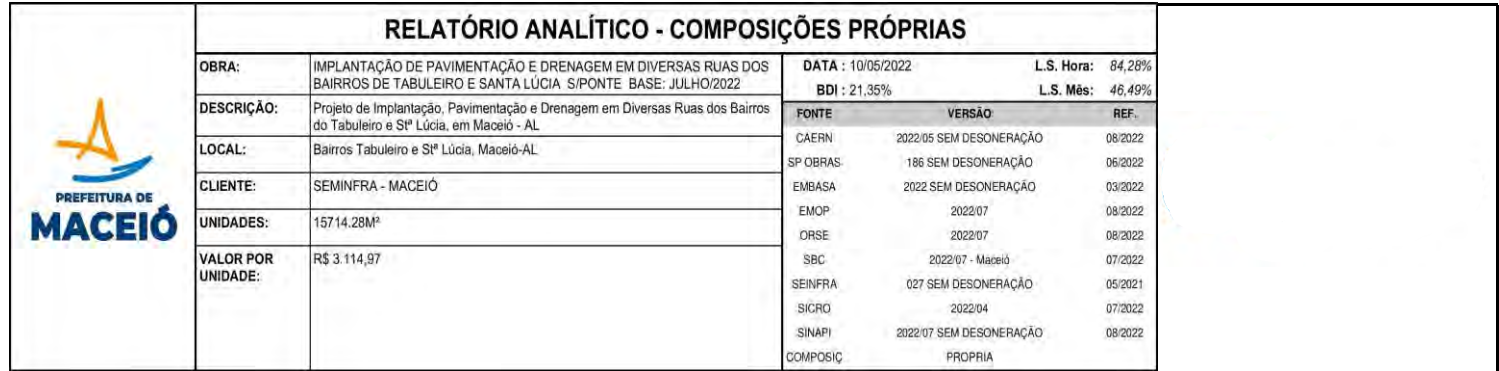 RELATÓRIO ANALÍTICO - COMPOSIÇÕES PRÓPRIAS
PREFEITURA DE
MACEIÓ
OBRA: IMPLANTAÇÃO DE PAVIMENTAÇÃO E DRENAGEM EM DIVERSAS RUAS DOS
BAIRROS DE TABULEIRO E SANTA LÚCIA S/PONTE BASE: JULHO/2022
DESCRIÇÃO: Projeto de Implantação, Pavimentação e Drenagem em Diversas Ruas dos Bairros
do Tabuleiro e Stª Lúcia, em Maceió - AL
LOCAL: Bairros Tabuleiro e Stª Lúcia, Maceió-AL
CLIENTE: SEMINFRA - MACEIÓ
UNIDADES: 15714.28M²
VALOR POR R$ 3.114,97
UNIDADE:
DATA : 10/05/2022 L.S. Hora: 84,28%
BDI : 21,35% L.S. Mês: 46,49%
FONTE VERSÃO REF.
CAERN 2022/05 SEM DESONERAÇÃO 08/2022
SP OBRAS 186 SEM DESONERAÇÃO 06/2022
EMBASA 2022 SEM DESONERAÇÃO 03/2022
EMOP 2022/07 08/2022
ORSE 2022/07 08/2022
SBC 2022/07 - Maceió 07/2022
SEINFRA 027 SEM DESONERAÇÃO 05/2021
SICRO 2022/04 07/2022
SINAPI 2022/07 SEM DESONERAÇÃO 08/2022
COMPOSIÇ PROPRIA